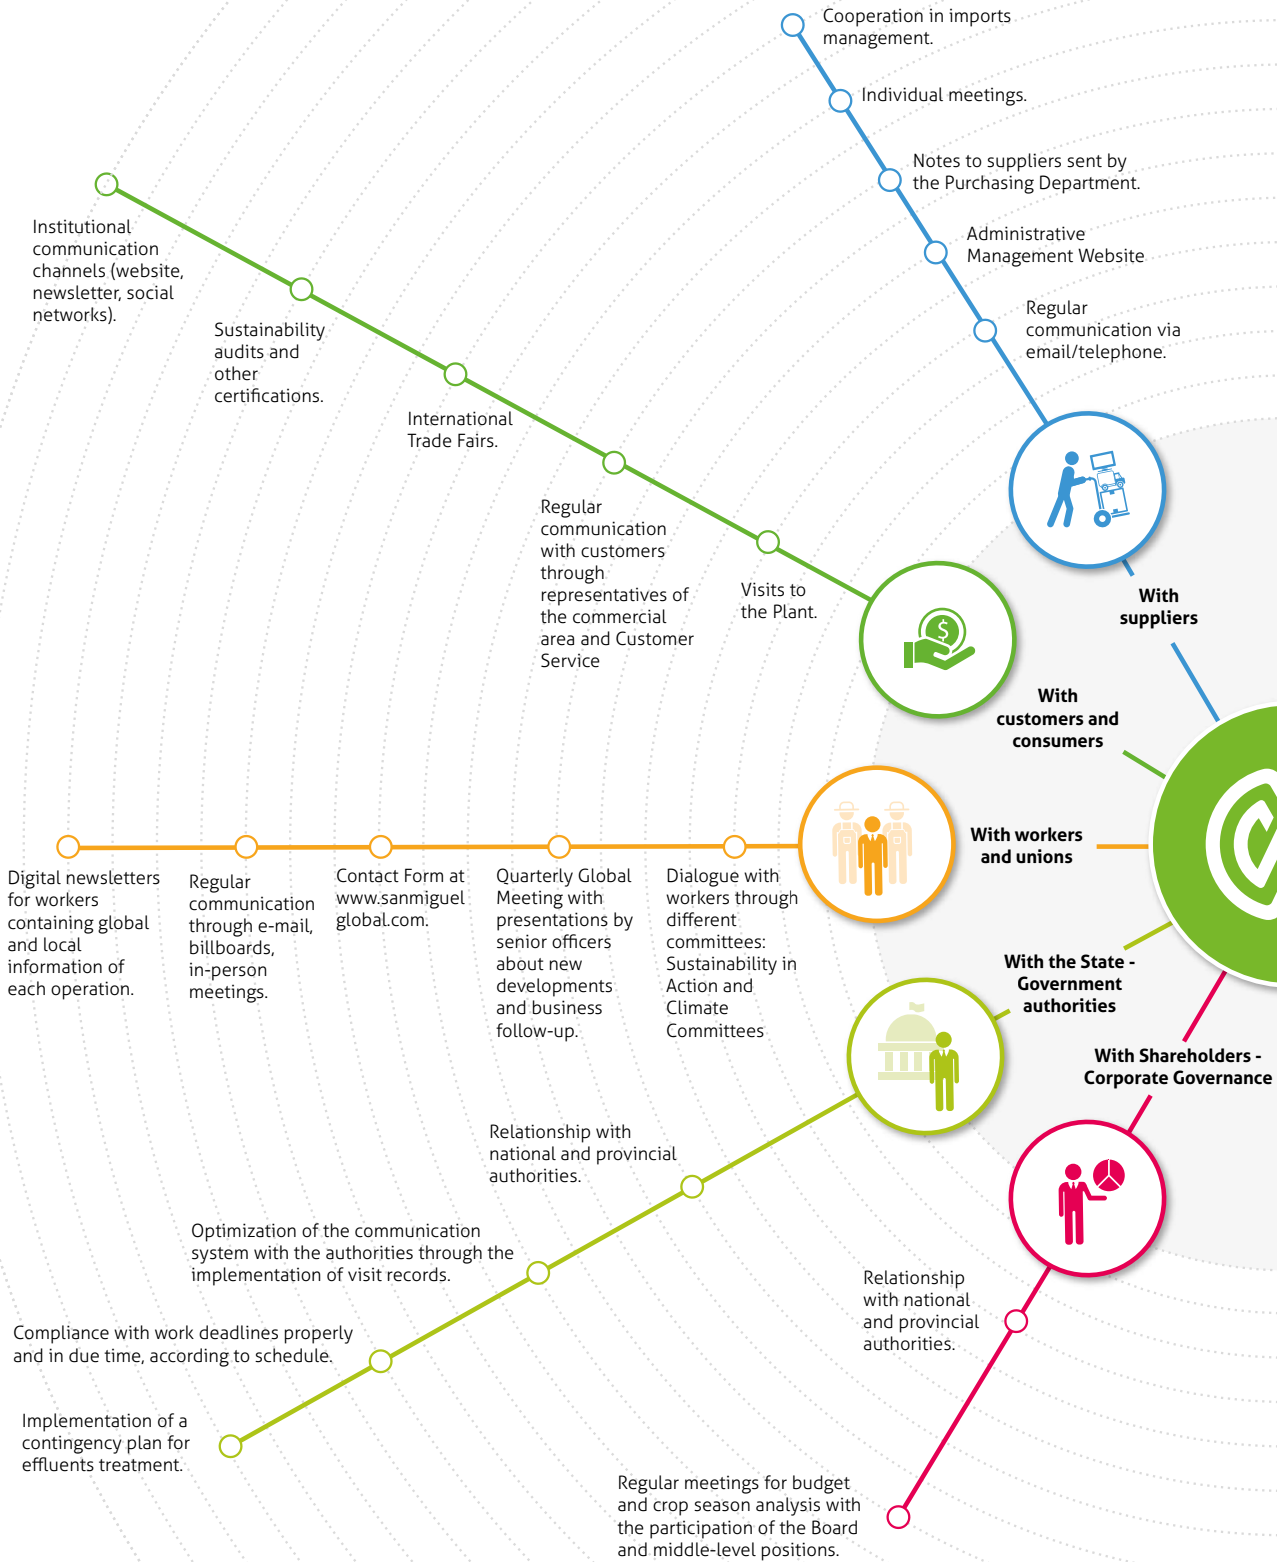 Cooperation in imports
management.
Individual meetings.
Notes to suppliers sent by
the Purchasing Department.
Administrative
Management Website
Regular
communication via
email/telephone.
With
suppliers
Institutional
communication
channels (website,
newsletter, social
networks).
Sustainability
audits and
other
certifications.
International
Trade Fairs.
Regular
communication
with customers
through
representatives of
the commercial
area and Customer
Service
Visits to
the Plant.
$
With
customers and
consumers
With workers
and unions
Digital newsletters
for workers
containing global
and local
information of
each operation.
Regular
communication
through e-mail,
billboards,
in-person
meetings.
Contact Form at
www.sanmiguel
global.com.
Quarterly Global
Meeting with
presentations by
senior officers
about new
developments
and business
follow-up.
Dialogue with
workers through
different
committees:
Sustainability in
Action and
Climate
Committees
With the State -
Government
authorities
Relationship with
national and provincial
authorities.
Optimization of the communication
system with the authorities through the
implementation of visit records.
Compliance with work deadlines properly
and in due time, according to schedule.
Implementation of a
contingency plan for
effluents treatment.
With Shareholders -
Corporate Governance
Relationship
with national
and provincial
authorities.
Regular meetings for budget
and crop season analysis with
the participation of the Board
and middle-level positions.